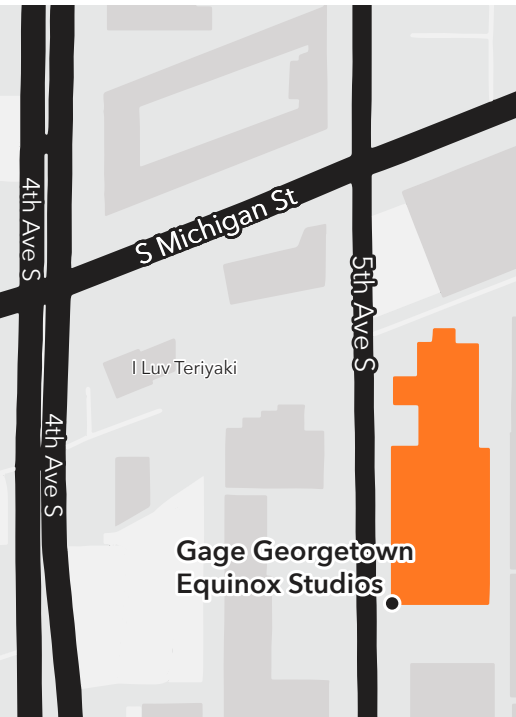 4th Ave S
S Michigan St
5th Ave S
I Luv Teriyaki
4th Ave S
Gage Georgetown
Equinox Studios